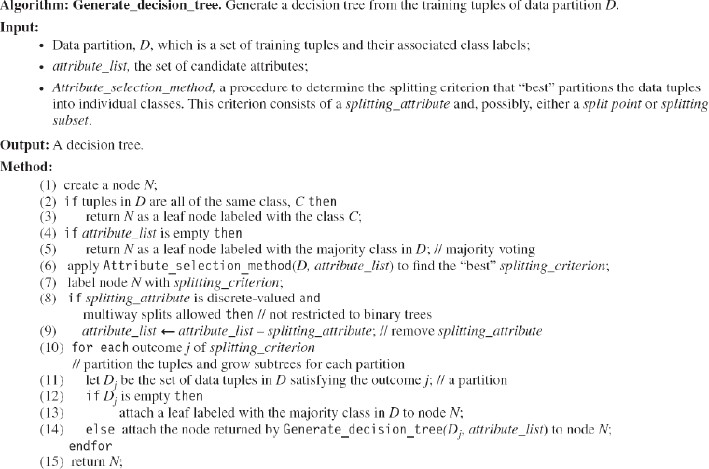 Algorithm: Generate_decision_tree. Generate a decision tree from the training tuples of data partition D.
Input:
• Data partition, D, which is a set of training tuples and their associated class labels;
• attribute_list, the set of candidate attributes;
• Attribute_selection_method, a procedure to determine the splitting criterion that “best” partitions the data tuples
into individual classes. This criterion consists of a splitting_attribute and, possibly, either a split point or splitting
subset.
Output: A decision tree.
Method:
(1) create a node N;
(2) if tuples in D are all of the same class, C then
(3) return N as a leaf node labeled with the class C;
(4) if attribute_list is empty then
(5) return N as a leaf node labeled with the majority class in D; // majority voting
(6) apply Attribute_selection_method(D, attribute_list) to find the “best” splitting_criterion;
(7) label node N with splitting_criterion;
(8) if splitting_attribute is discrete-valued and
multiway splits allowed then // not restricted to binary trees
(9) attribute_list ← attribute_list – splitting_attribute; // remove splitting_attribute
(10) for each outcome j of splitting_criterion
// partition the tuples and grow subtrees for each partition
(11) let Dj be the set of data tuples in D satisfying the outcome j; // a partition
(12) if Dj is empty then
(13) attach a leaf labeled with the majority class in D to node N;
(14) else attach the node returned by Generate_decision_tree(Dj, attribute_list) to node N;
endfor
(15) return N;